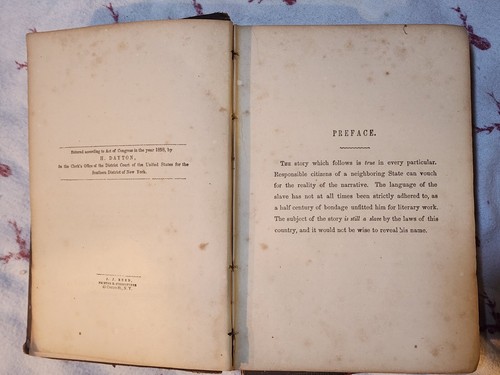 Entered according to Act of Congress in the year 1858, by
H. DAYTON,
in the Clerk's Office of the District Court of the United States for the
Southern District of New York.
PREFACE.
The story which follows is true in every particular.
Responsible citizens of a neighboring State can vouch
for the reality of the narrative. The language of the
slave has not at all times been strictly adhered to, as
a half century of bondage unfitted him for literary work.
The subject of the story is still a slave by the laws of this
country, and it would not be wise to reveal his name.